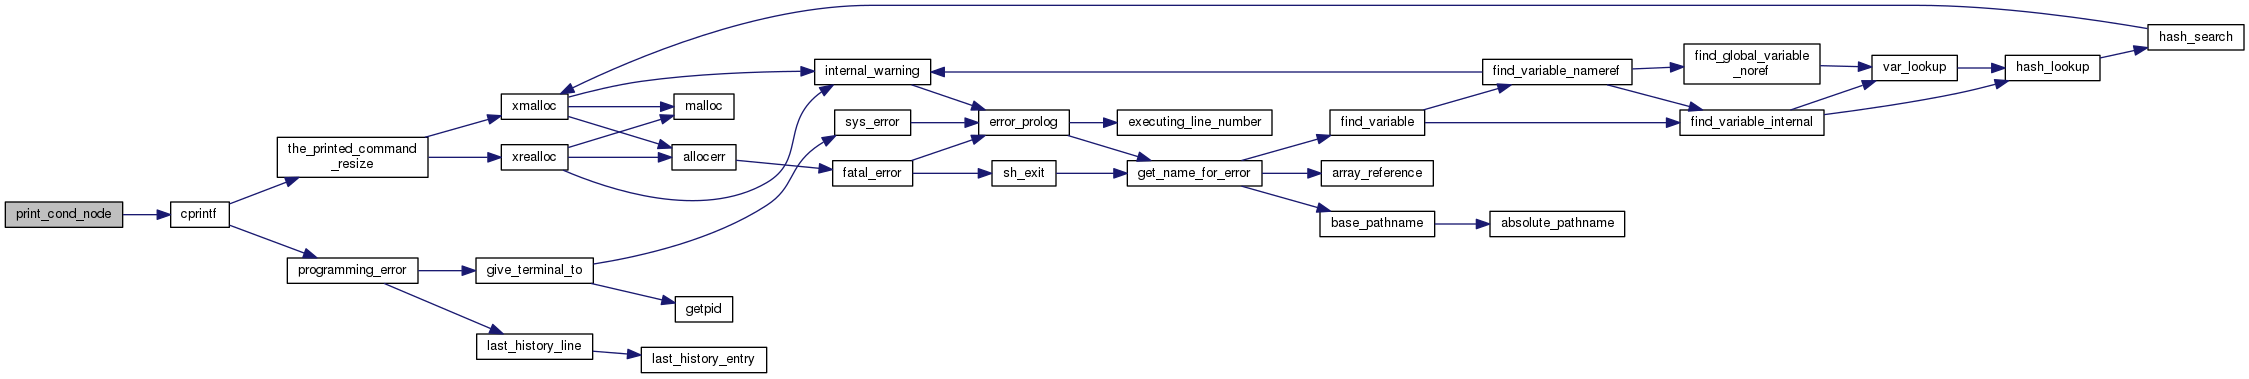 print_cond_node
cprintf
the_printed_command
_resize
programming_error
xmalloc
xrealloc
give_terminal_to
last_history_line
malloc
allocerr
getpid
last_history_entry
internal_warning
sys_error
fatal_error
error_prolog
sh_exit
executing_line_number
get_name_for_error
find_variable
array_reference
base_pathname
find_variable_nameref
absolute_pathname
find_global_variable
_noref
find_variable_internal
var_lookup
hash_lookup
hash_search